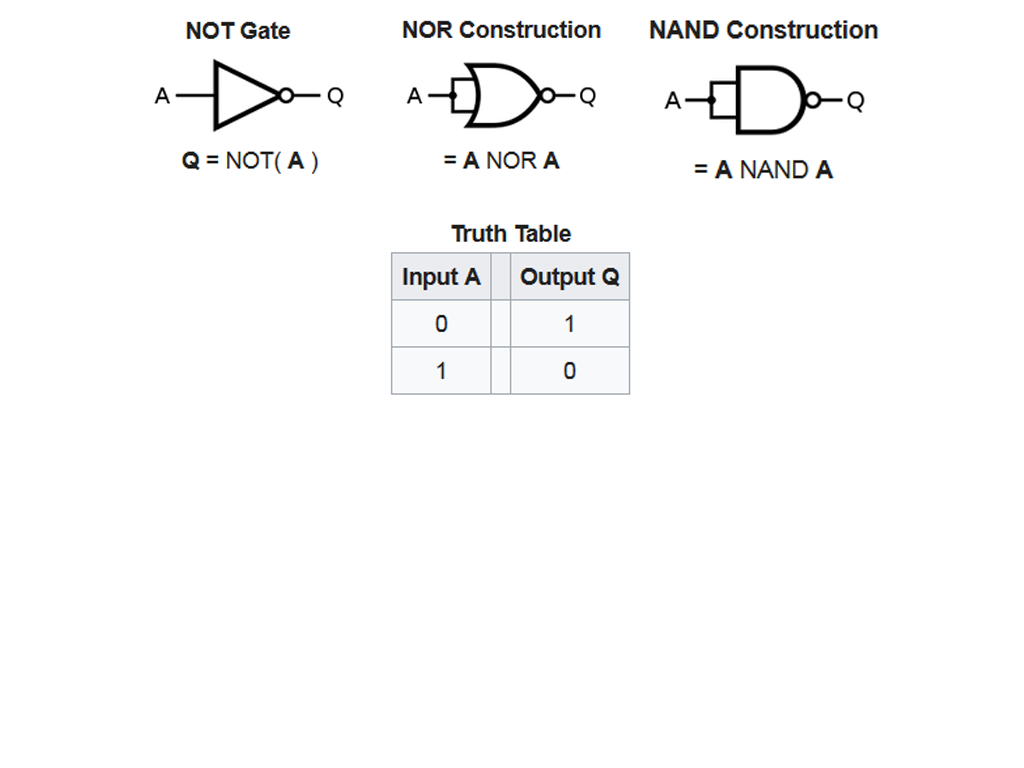 NOT Gate
NOR Construction
NAND Construction
A Q
A Q
A Q
Q = NOT( A )
= A NOR A
= A NAND A
Truth Table
Input A Output Q
0 1
1 0